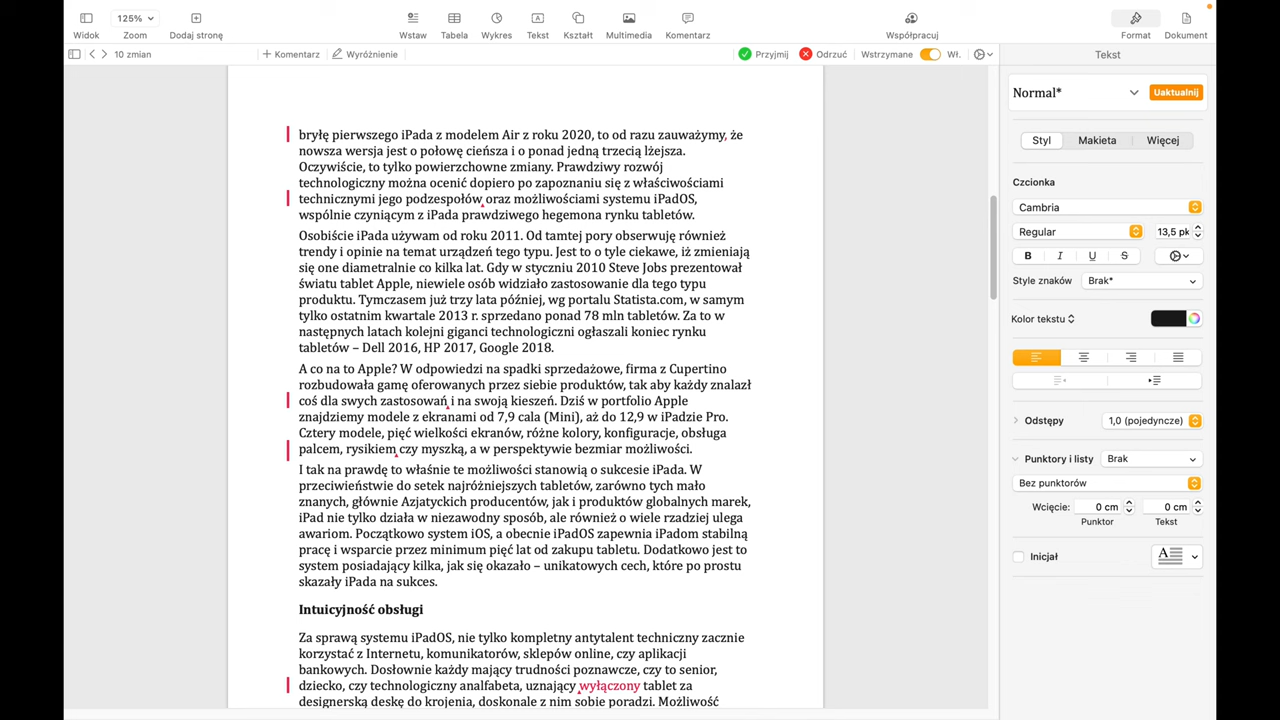 125%
Widok
Zoom
Dodaj stronę
Wstaw
Tabela
Wykres
Tekst
Kształt
Multimedia
Komentarz
Współpracuj
Format
Dokument
10 zmian
Komentarz
Wyróżnienie
Przyjmij
Odrzuć
Wstrzymane
Wł.
Tekst
bryłę pierwszego iPada z modelem Air z roku 2020, to od razu zauważymy, że
nowsza wersja jest o połowę cieńsza i o ponad jedną trzecią lżejsza.
Oczywiście, to tylko powierzchowne zmiany. Prawdziwy rozwój
technologiczny można ocenić dopiero po zapoznaniu się z właściwościami
technicznymi jego podzespołów oraz możliwościami systemu iPadOS,
wspólnie czyniącym z iPada prawdziwego hegemona rynku tabletów.
Osobiście iPada używam od roku 2011. Od tamtej pory obserwuję również
trendy i opinie na temat urządzeń tego typu. Jest to o tyle ciekawe, iż zmieniają
się one diametralnie co kilka lat. Gdy w styczniu 2010 Steve Jobs prezentował
światu tablet Apple, niewiele osób widziało zastosowanie dla tego typu
produktu. Tymczasem już trzy lata później, wg portalu Statista.com, w samym
tylko ostatnim kwartale 2013 r. sprzedano ponad 78 mln tabletów. Za to w
następnych latach kolejni giganci technologiczni ogłaszali koniec rynku
tabletów – Dell 2016, HP 2017, Google 2018.
A co na to Apple? W odpowiedzi na spadki sprzedażowe, firma z Cupertino
rozbudowała gamę oferowanych przez siebie produktów, tak aby każdy znalazł
coś dla swych zastosowań i na swoją kieszeń. Dziś w portfolio Apple
znajdziemy modele z ekranami od 7,9 cala (Mini), aż do 12,9 w iPadzie Pro.
Cztery modele, pięć wielkości ekranów, różne kolory, konfiguracje, obsługa
palcem, rysikiem czy myszką, a w perspektywie bezmiar możliwości.
I tak na prawdę to właśnie te możliwości stanowią o sukcesie iPada. W
przeciwieństwie do setek najróżniejszych tabletów, zarówno tych mało
znanych, głównie Azjatyckich producentów, jak i produktów globalnych marek,
iPad nie tylko działa w niezawodny sposób, ale również o wiele rzadziej ulega
awariom. Początkowo system iOS, a obecnie iPadOS zapewnia iPadom stabilną
pracę i wsparcie przez minimum pięć lat od zakupu tabletu. Dodatkowo jest to
system posiadający kilka, jak się okazało – unikatowych cech, które po prostu
skazały iPada na sukces.
Intuicyjność obsługi
Za sprawą systemu iPadOS, nie tylko kompletny antytalent techniczny zacznie
korzystać z Internetu, komunikatorów, sklepów online, czy aplikacji
bankowych. Dosłownie każdy mający trudności poznawcze, czy to senior,
dziecko, czy technologiczny analfabeta, uznający wyłączony tablet za
designerską deskę do krojenia, doskonale z nim sobie poradzi. Możliwość
Normal*
Uaktualnij
Styl
Makieta
Więcej
Czcionka
Cambria
Regular
13,5 pk
B I U S
Style znaków
Brak*
Kolor tekstu
Odstępy
1,0 (pojedyncze)
Punktory i listy
Brak
Bez punktorów
Wcięcie:
0 cm
0 cm
Punktor
Tekst
Inicjał
A